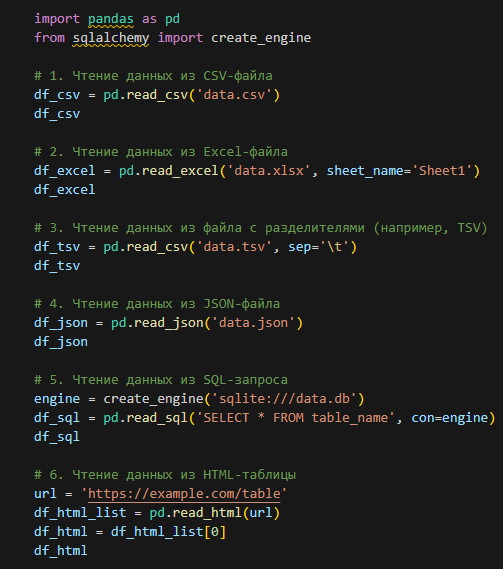 import pandas as pd
from sqlalchemy import create_engine
# 1. Чтение данных из CSV-файла
df_csv = pd.read_csv('data.csv')
df_csv
# 2. Чтение данных из Excel-файла
df_excel = pd.read_excel('data.xlsx', sheet_name='Sheet1')
df_excel
# 3. Чтение данных из файла с разделителями (например, TSV)
df_tsv = pd.read_csv('data.tsv', sep='\t')
df_tsv
# 4. Чтение данных из JSON-файла
df_json = pd.read_json('data.json')
df_json
# 5. Чтение данных из SQL-запроса
engine = create_engine('sqlite:///data.db')
df_sql = pd.read_sql('SELECT * FROM table_name', con=engine)
df_sql
# 6. Чтение данных из HTML-таблицы
url = 'https://example.com/table'
df_html_list = pd.read_html(url)
df_html = df_html_list[0]
df_html